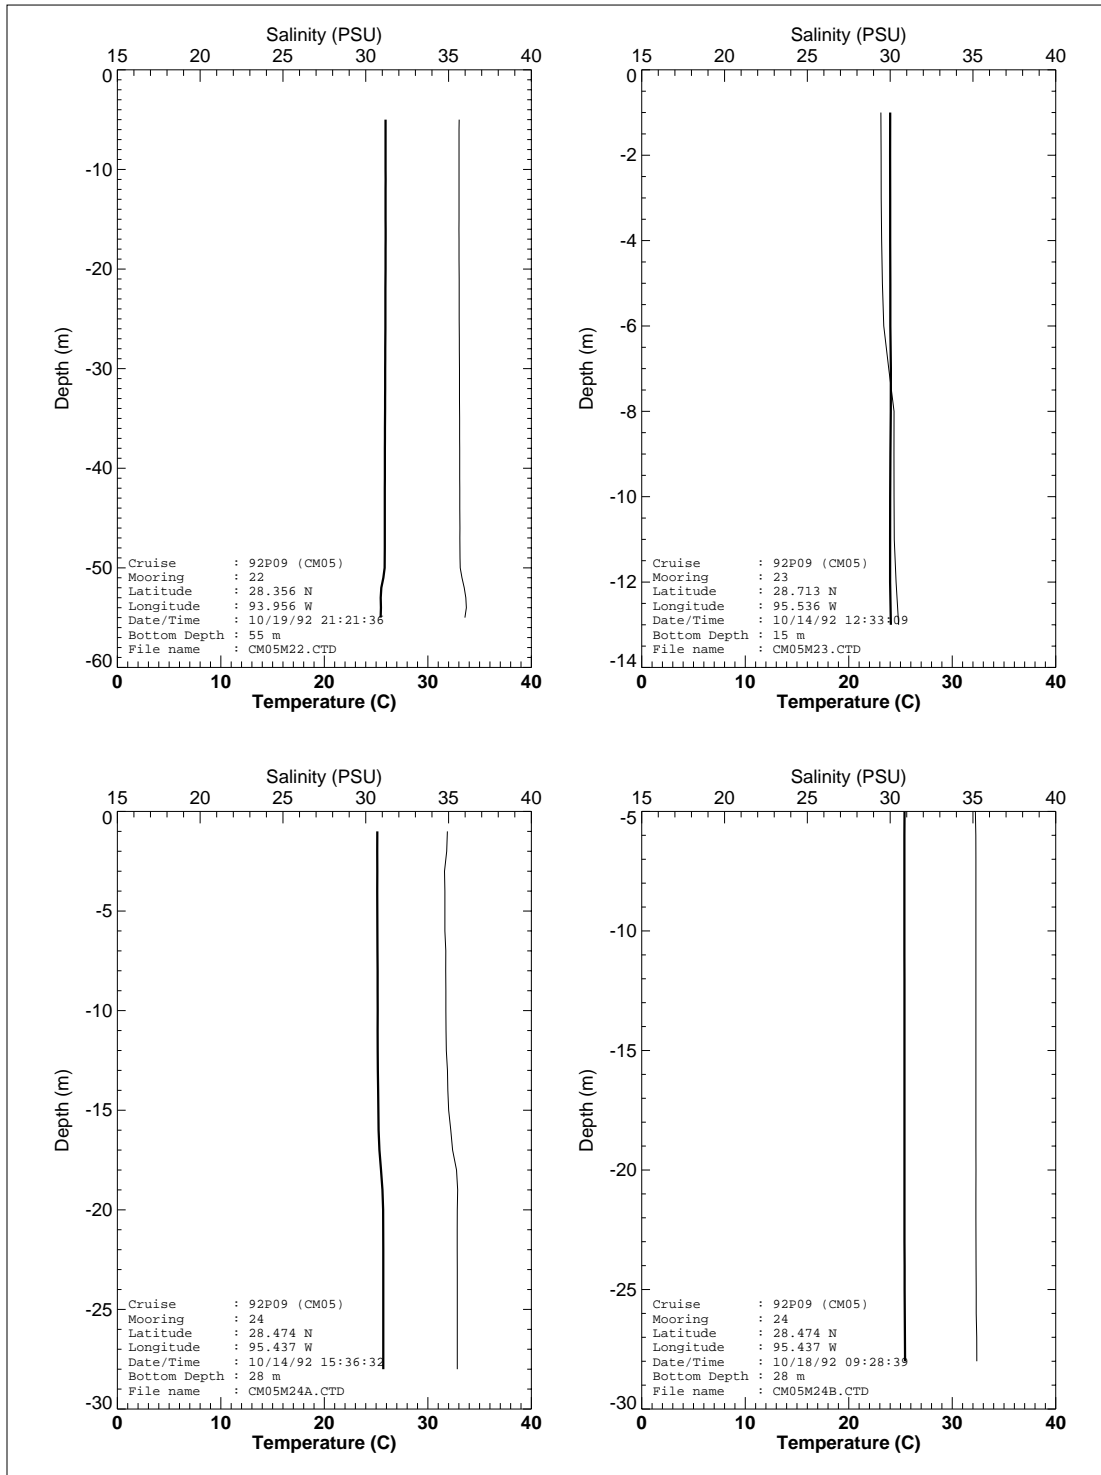 Salinity (PSU)
15 20 25 30 35 40
0
-10
-20
-30
-40
-50
-60
Depth (m)
Cruise : 92P09 (CM05)
Mooring : 22
Latitude : 28.356 N
Longitude : 93.956 W
Date/Time : 10/19/92 21:21:36
Bottom Depth : 55 m
File name : CM05M22.CTD
0 10 20 30 40
Temperature (C)
Salinity (PSU)
15 20 25 30 35 40
0
-2
-4
-6
-8
-10
-12
-14
Depth (m)
Cruise : 92P09 (CM05)
Mooring : 23
Latitude : 28.713 N
Longitude : 95.536 W
Date/Time : 10/14/92 12:33:09
Bottom Depth : 15 m
File name : CM05M23.CTD
0 10 20 30 40
Temperature (C)
Salinity (PSU)
15 20 25 30 35 40
0
-5
-10
-15
-20
-25
-30
Depth (m)
Cruise : 92P09 (CM05)
Mooring : 24
Latitude : 28.474 N
Longitude : 95.437 W
Date/Time : 10/14/92 15:36:32
Bottom Depth : 28 m
File name : CM05M24A.CTD
0 10 20 30 40
Temperature (C)
Salinity (PSU)
15 20 25 30 35 40
-5
-10
-15
-20
-25
-30
Depth (m)
Cruise : 92P09 (CM05)
Mooring : 24
Latitude : 28.474 N
Longitude : 95.437 W
Date/Time : 10/18/92 09:28:39
Bottom Depth : 28 m
File name : CM05M24B.CTD
0 10 20 30 40
Temperature (C)